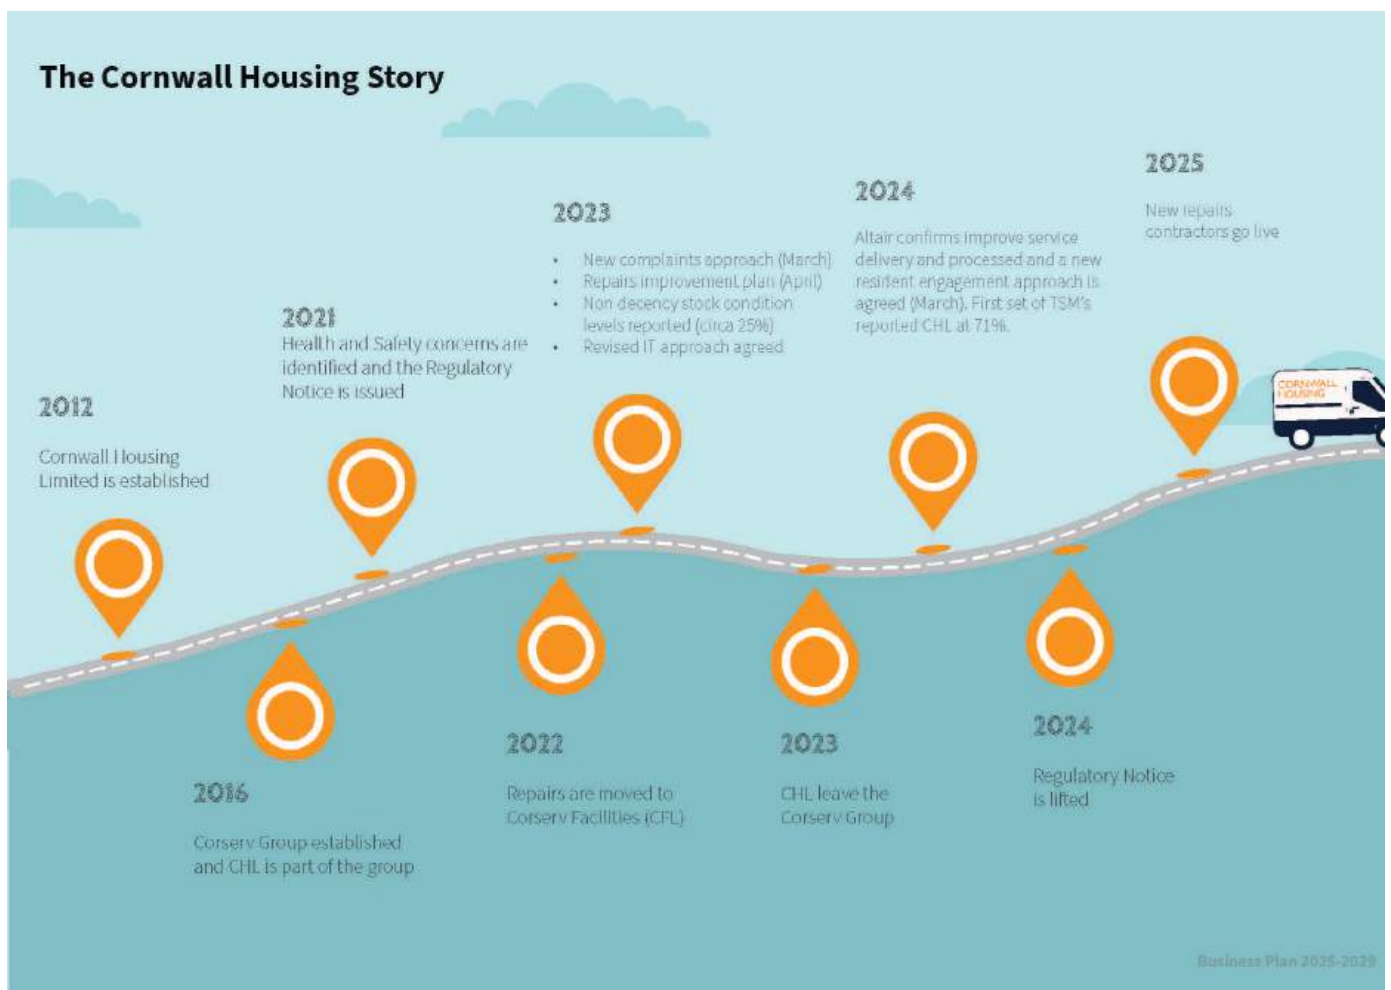 The Cornwall Housing Story
2012
Cornwall Housing
Limited is established
2016
Corserv Group established
and CHL is part of the group
2021
Health and Safety concerns are
identified and the Regulatory
Notice is issued
2022
Repairs are moved to
Corserv Facilities (CFL)
2023
• New complaints approach (March)
• Repairs improvement plan (April)
• Non decency stock condition
levels reported (circa 25%)
• Revised IT approach agreed
2023
CHL leave the
Corserv Group
2024
Altair confirms improve service
delivery and processed and a new
resident engagement approach is
agreed (March). First set of TSM's
reported CHL at 71%.
2024
Regulatory Notice
is lifted
2025
New repairs
contractors go live
CORNWALL
HOUSING
Business Plan 2025-2029